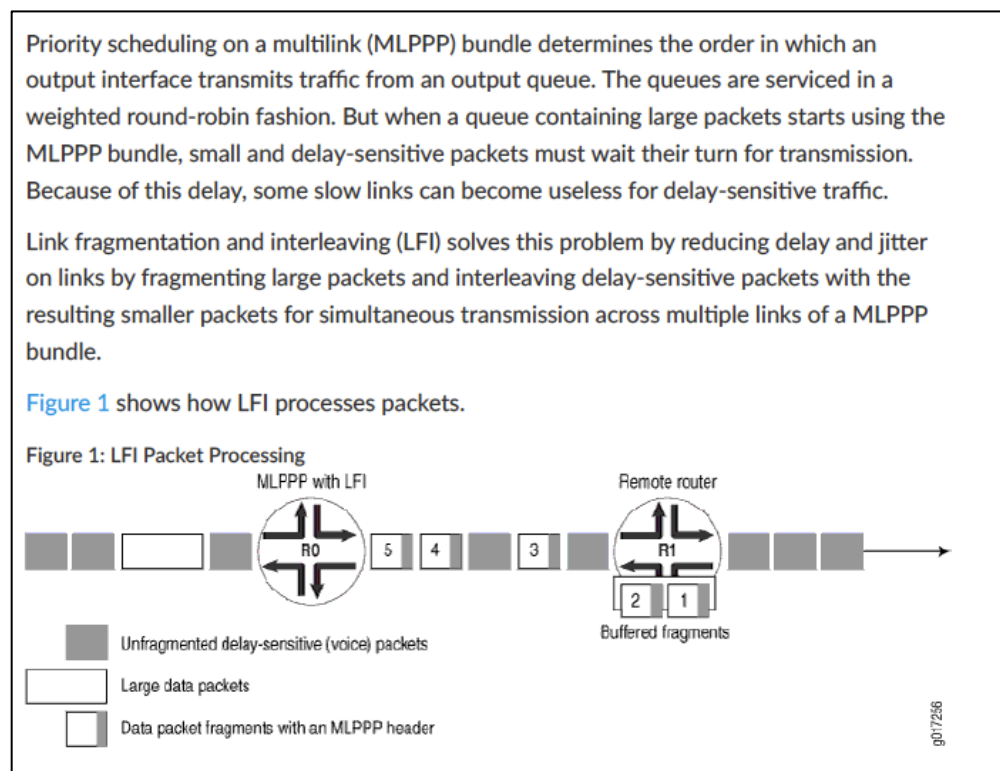 Priority scheduling on a multilink (MLPPP) bundle determines the order in which an
output interface transmits traffic from an output queue. The queues are serviced in a
weighted round-robin fashion. But when a queue containing large packets starts using the
MLPPP bundle, small and delay-sensitive packets must wait their turn for transmission.
Because of this delay, some slow links can become useless for delay-sensitive traffic.
Link fragmentation and interleaving (LFI) solves this problem by reducing delay and jitter
on links by fragmenting large packets and interleaving delay-sensitive packets with the
resulting smaller packets for simultaneous transmission across multiple links of a MLPPP
bundle.
Figure 1 shows how LFI processes packets.
Figure 1: LFI Packet Processing
MLPPP with LFI
Remote router
R0
5
4
3
R1
2
1
Buffered fragments
Unfragmented delay-sensitive (voice) packets
Large data packets
Data packet fragments with an MLPPP header
g017256